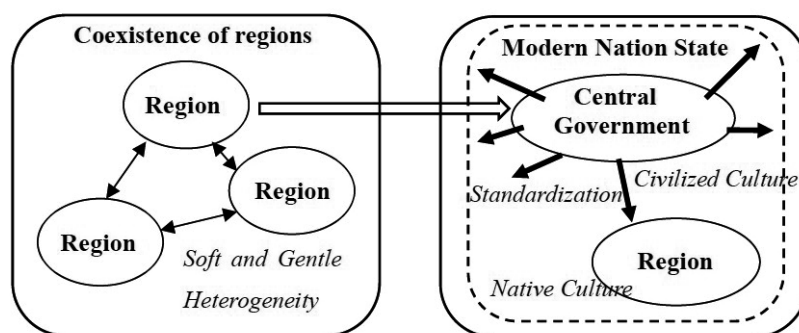 Coexistence of regions
Region
Region
Region
Soft and Gentle
Heterogeneity
Modern Nation State
Central
Government
Standardization
Civilized Culture
Region
Native Culture